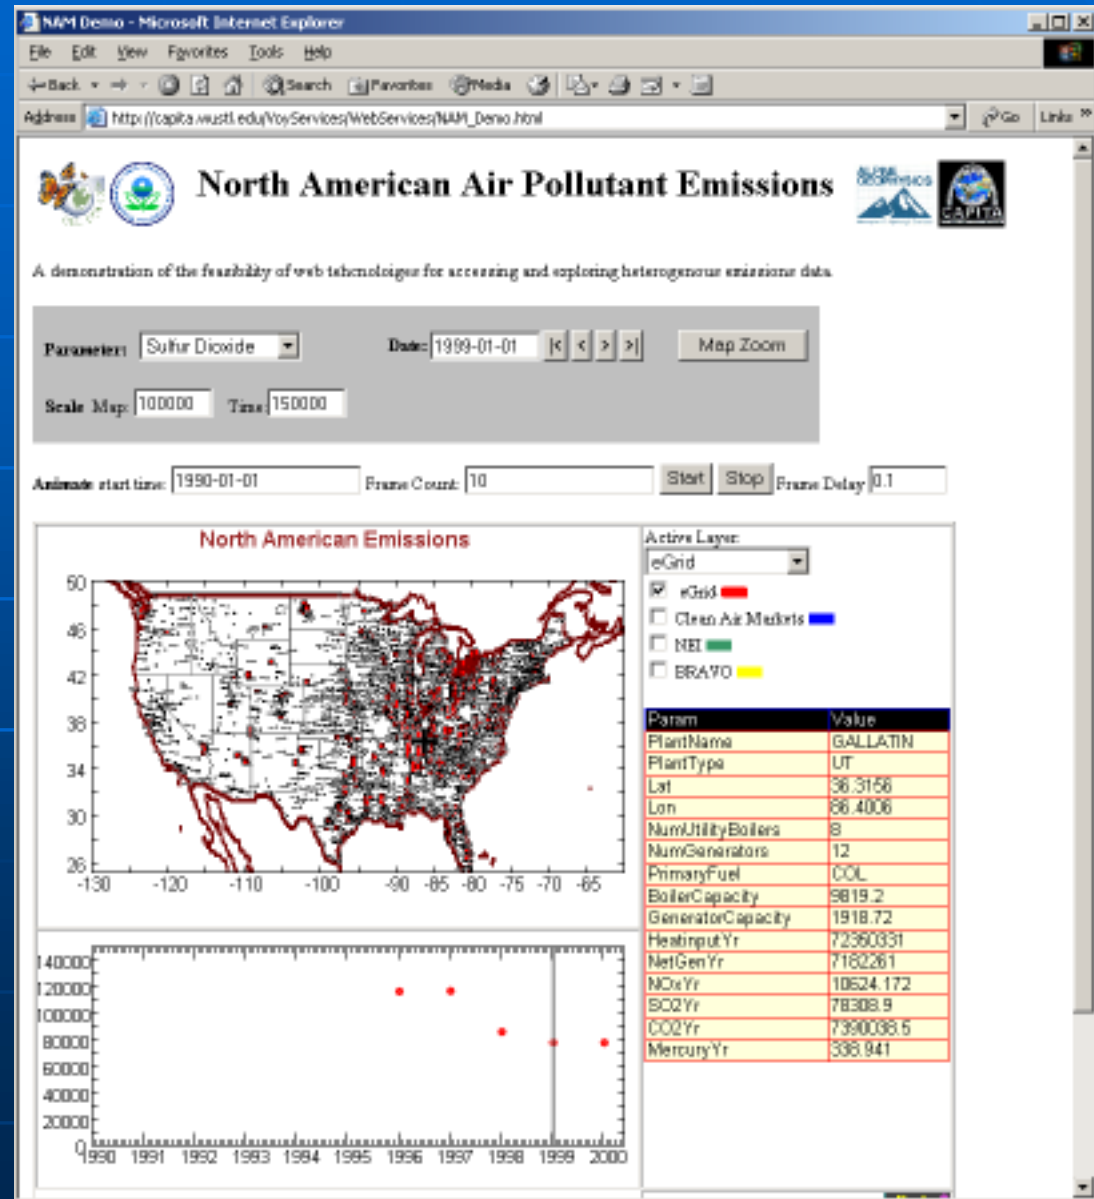 NAM Demo - Microsoft Internet Explorer
File Edit View Favorites Tools Help
Back Search Favorites Media
Address http://capita.wustl.edu/VoyServices/WebServices/NAM_Demo.html Go Links »
North American Air Pollutant Emissions
CAPITA
A demonstration of the feasibility of web tehcnoloiges for accessing and exploring heterogenous emissions data.
Parameter: Sulfur Dioxide Date: 1999-01-01 |< < > >| Map Zoom
Scale Map: 100000 Time: 150000
Animate start time: 1990-01-01 Frame Count: 10 Start Stop Frame Delay 0.1
North American Emissions
50
46
42
38
34
30
26
-130 -120 -110 -100 -90 -85 -80 -75 -70 -65
Active Layer:
eGrid
eGrid
Clean Air Markets
NEI
BRAVO
Param Value
PlantName GALLATIN
PlantType UT
Lat 36.3156
Lon 86.4006
NumUtilityBoilers 8
NumGenerators 12
PrimaryFuel COL
BoilerCapacity 9819.2
GeneratorCapacity 1918.72
HeatinputYr 72360331
NetGenYr 7182261
NOxYr 10624.172
SO2Yr 78308.9
CO2Yr 7390038.5
MercuryYr 338.941
140000
120000
100000
80000
60000
40000
20000
0
1990 1991 1992 1993 1994 1995 1996 1997 1998 1999 2000